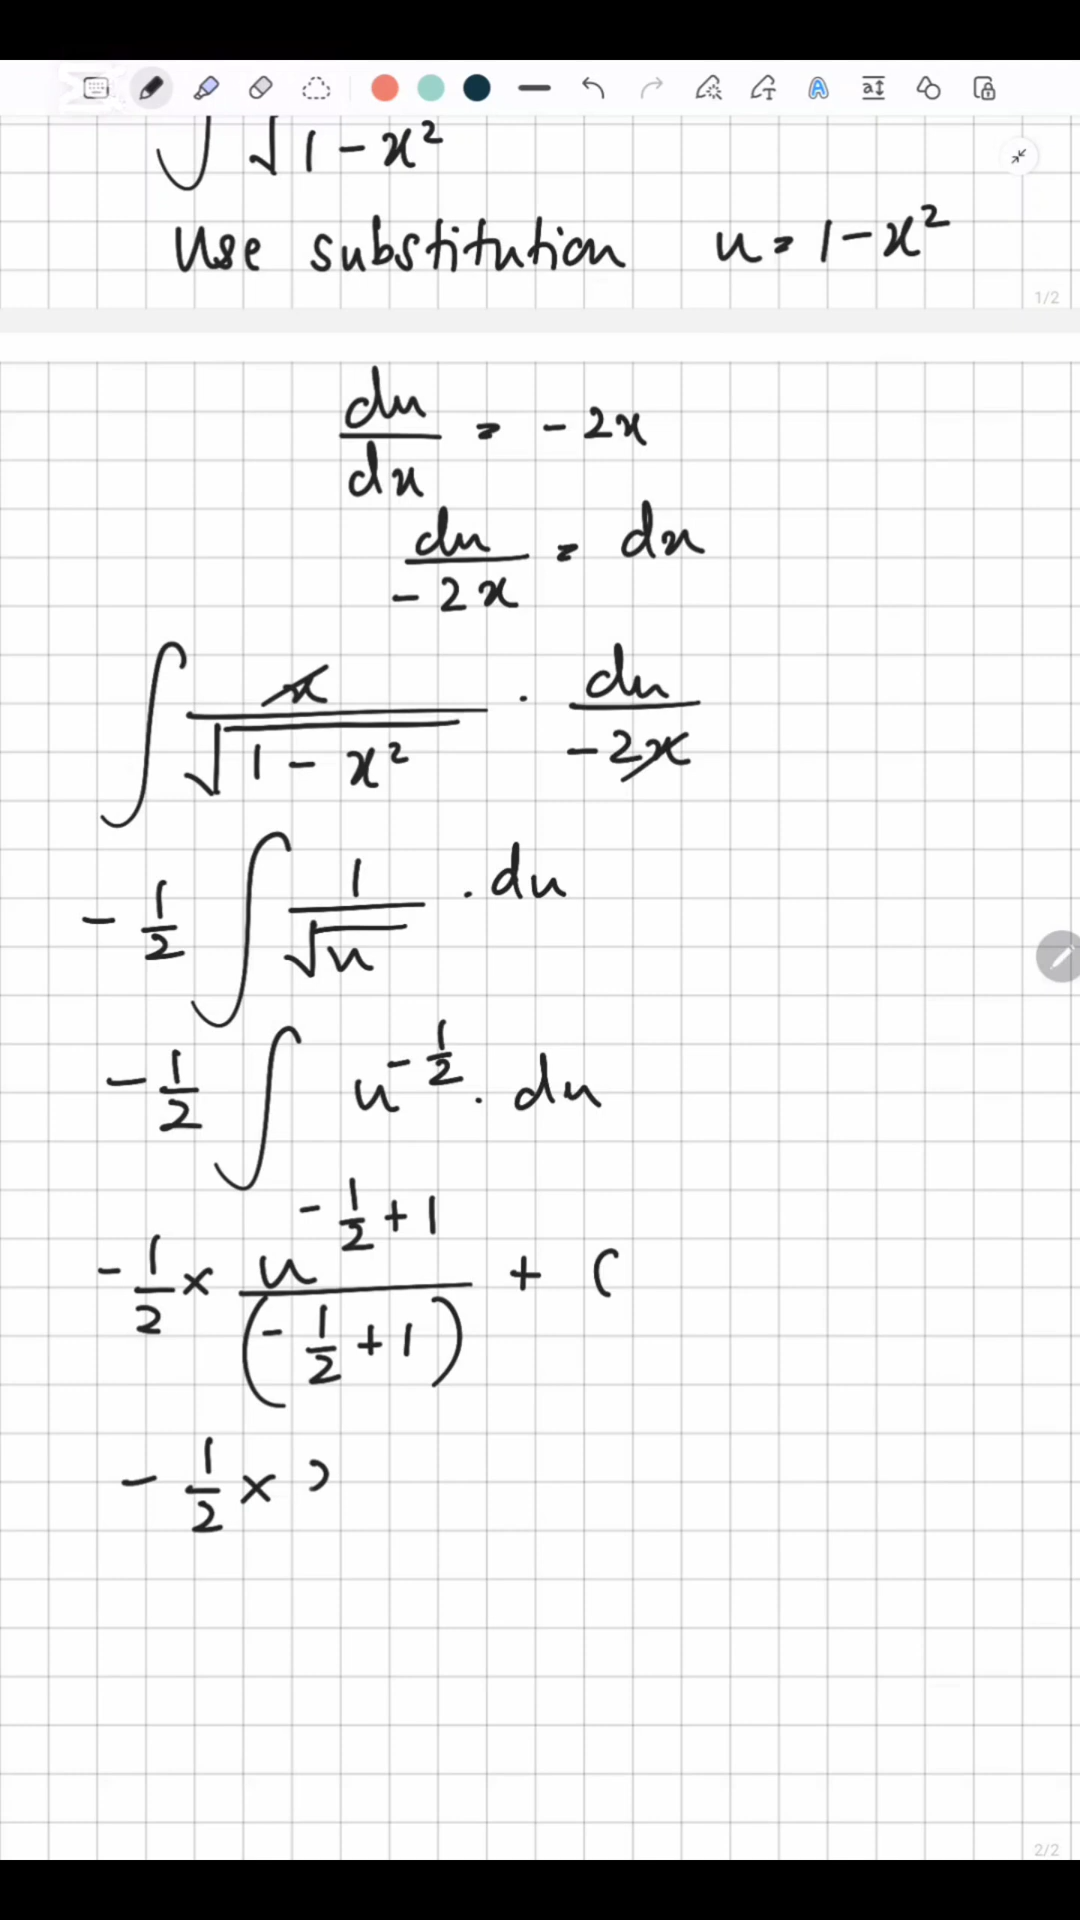 ∫ √1 - x²
Use substitution u = 1 - x²
1/2
du/dx = -2x
du/-2x = dx
∫ x/√(1 - x²) · du/-2x
- 1/2 ∫ 1/√u · du
- 1/2 ∫ u^(- 1/2) · du
- 1/2 × u^(- 1/2 + 1)/(- 1/2 + 1) + C
- 1/2 ×
2/2